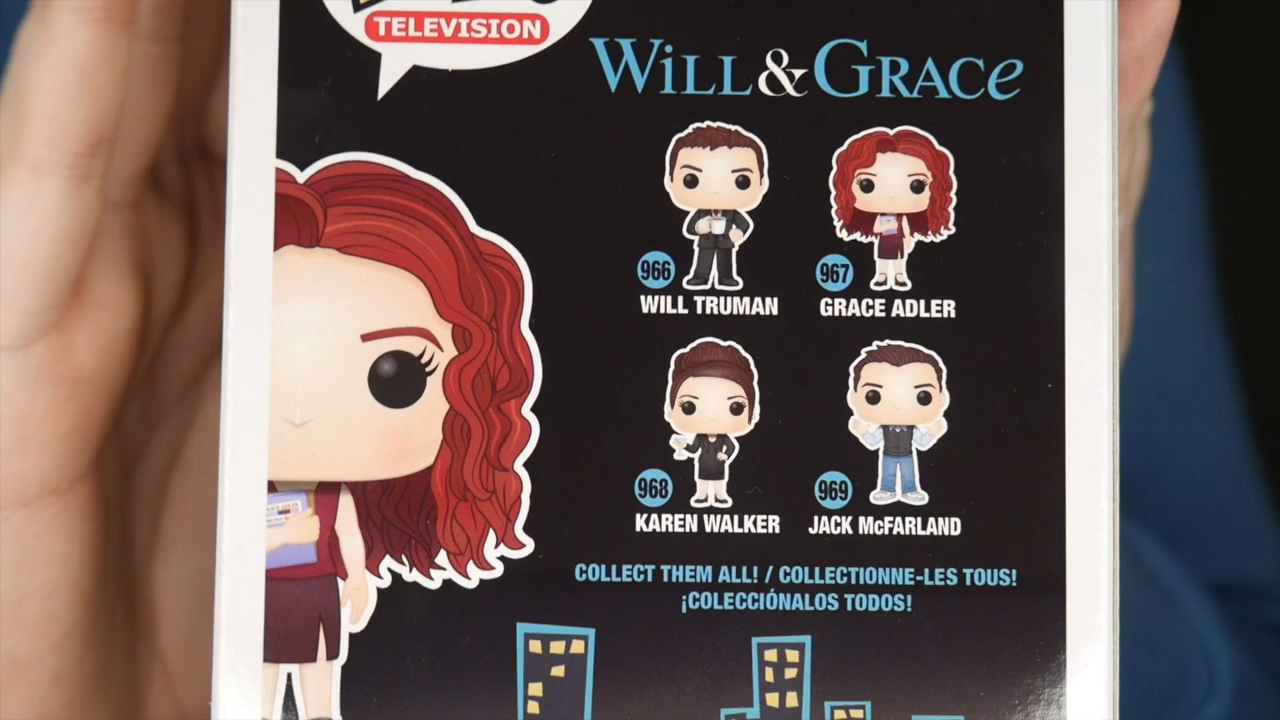 TELEVISION
WiLL & GRACe
966
WILL TRUMAN
967
GRACE ADLER
968
KAREN WALKER
969
JACK McFARLAND
COLLECT THEM ALL! / COLLECTIONNE-LES TOUS!
¡COLECCIÓNALOS TODOS!